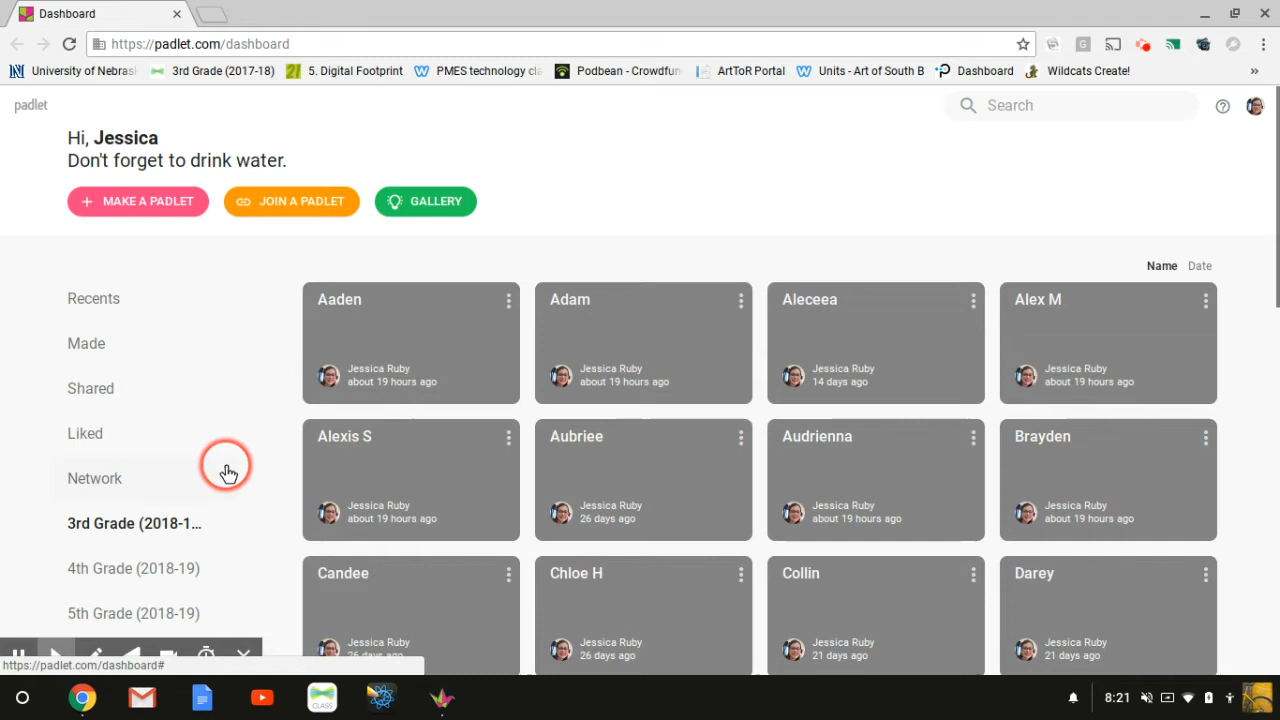 Dashboard
https://padlet.com/dashboard
University of Nebras
3rd Grade (2017-18)
5. Digital Footprint
PMES technology cla
Podbean - Crowdfun
ArtToR Portal
Units - Art of South B
Dashboard
Wildcats Create!
»
padlet
Search
Hi, Jessica
Don't forget to drink water.
+ MAKE A PADLET
JOIN A PADLET
GALLERY
Name Date
Recents
Made
Shared
Liked
Network
3rd Grade (2018-1...
4th Grade (2018-19)
5th Grade (2018-19)
Aaden
Jessica Ruby
about 19 hours ago
Adam
Jessica Ruby
about 19 hours ago
Aleceea
Jessica Ruby
14 days ago
Alex M
Jessica Ruby
about 19 hours ago
Alexis S
Jessica Ruby
about 19 hours ago
Aubriee
Jessica Ruby
26 days ago
Audrienna
Jessica Ruby
about 19 hours ago
Brayden
Jessica Ruby
about 19 hours ago
Candee
Jessica Ruby
26 days ago
Chloe H
Jessica Ruby
26 days ago
Collin
Jessica Ruby
21 days ago
Darey
Jessica Ruby
21 days ago
https://padlet.com/dashboard#
CLASS
8:21